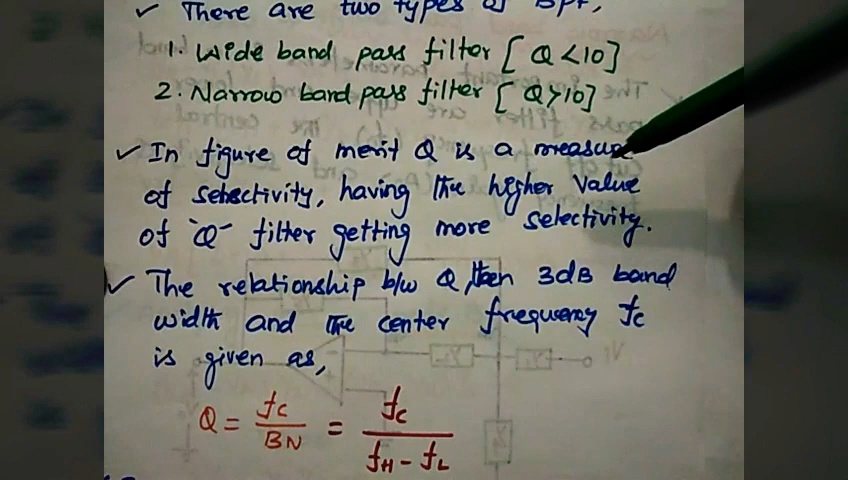 ✓ There are two types of BPF,
1. Wide band pass filter [ Q < 10 ]
2. Narrow band pass filter [ Q > 10 ]
✓ In figure of merit Q is a measure
of selectivity, having the higher value
of "Q" filter getting more selectivity.
✓ The relationship b/w Q, then 3dB band
width and the center frequency fc
is given as,
Q = fc / BN = fc / fH - fL